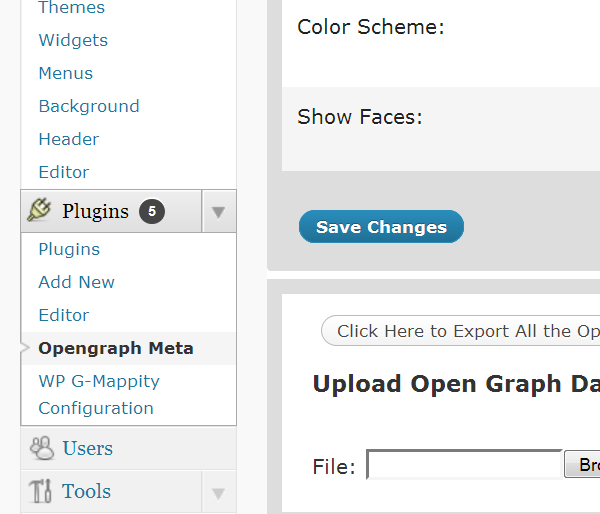 Themes
Widgets
Menus
Background
Header
Editor
Plugins 5
Plugins
Add New
Editor
Opengraph Meta
WP G-Mappity
Configuration
Users
Tools
Color Scheme:
Show Faces:
Save Changes
Click Here to Export All the Op
Upload Open Graph Da
File:
Bro